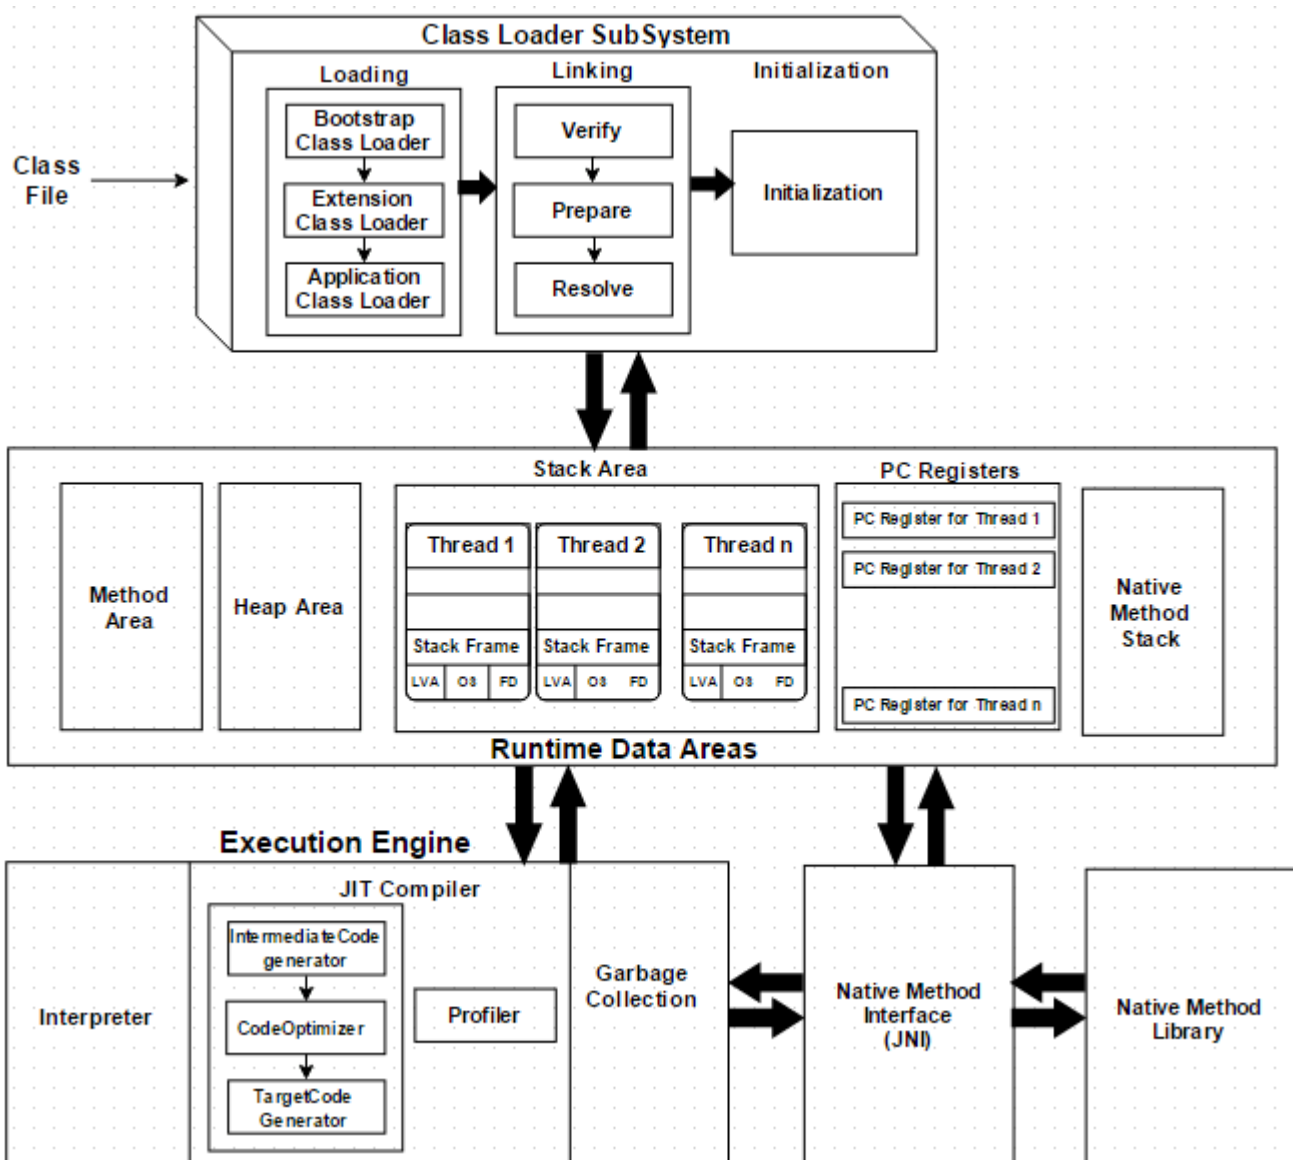 Class Loader SubSystem
Loading
Linking
Initialization
Bootstrap
Class Loader
Extension
Class Loader
Application
Class Loader
Verify
Prepare
Resolve
Initialization
Class
File
Stack Area
PC Registers
Method
Area
Heap Area
Thread 1
Stack Frame
LVA
OS
FD
Thread 2
Stack Frame
LVA
OS
FD
Thread n
Stack Frame
LVA
OS
FD
PC Register for Thread 1
PC Register for Thread 2
PC Register for Thread n
Native
Method
Stack
Runtime Data Areas
Execution Engine
Interpreter
JIT Compiler
IntermediateCode
generator
CodeOptimizer
TargetCode
Generator
Profiler
Garbage
Collection
Native Method
Interface
(JNI)
Native Method
Library